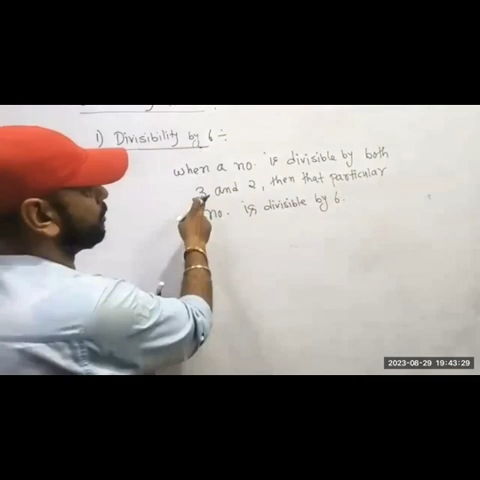 1) Divisibility by 6 ÷
when a no. is divisible by both
3 and 2, then that particular
no. is divisible by 6.
2023-08-29 19:43:29